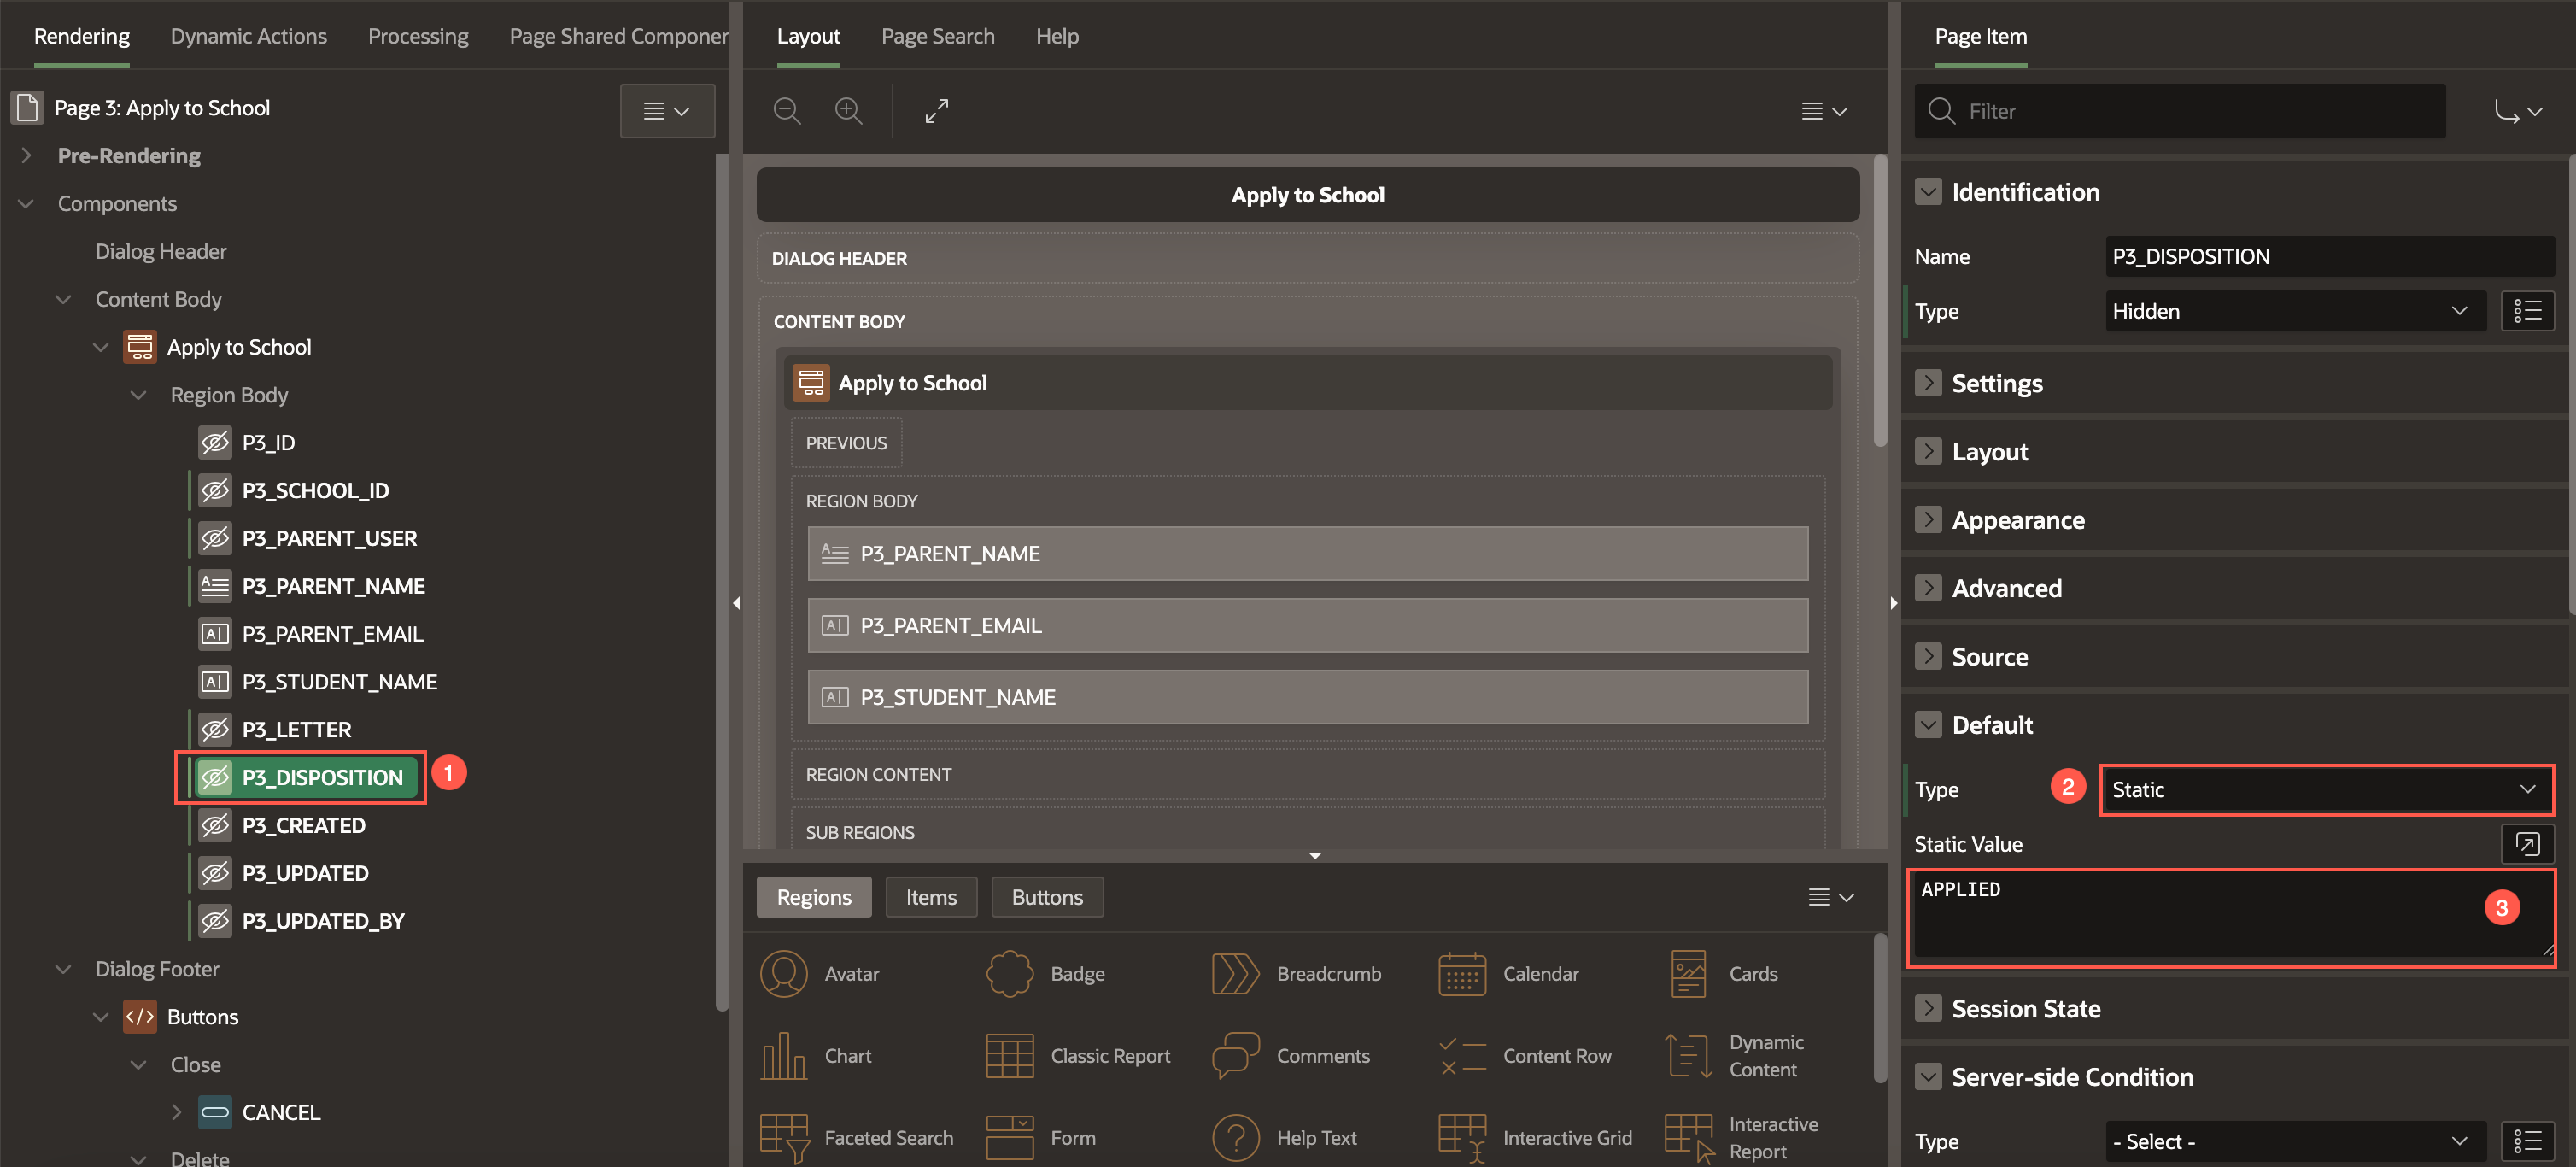 Rendering
Dynamic Actions
Processing
Page Shared Componer
Page 3: Apply to School
Pre-Rendering
Components
Dialog Header
Content Body
Apply to School
Region Body
P3_ID
P3_SCHOOL_ID
P3_PARENT_USER
P3_PARENT_NAME
P3_PARENT_EMAIL
P3_STUDENT_NAME
P3_LETTER
P3_DISPOSITION
1
P3_CREATED
P3_UPDATED
P3_UPDATED_BY
Dialog Footer
Buttons
Close
CANCEL
Delete
Layout
Page Search
Help
Apply to School
DIALOG HEADER
CONTENT BODY
Apply to School
PREVIOUS
REGION BODY
P3_PARENT_NAME
P3_PARENT_EMAIL
P3_STUDENT_NAME
REGION CONTENT
SUB REGIONS
Regions
Items
Buttons
Avatar
Badge
Breadcrumb
Calendar
Cards
Chart
Classic Report
Comments
Content Row
Dynamic
Content
Faceted Search
Form
Help Text
Interactive Grid
Interactive
Report
Page Item
Filter
Identification
Name
P3_DISPOSITION
Type
Hidden
Settings
Layout
Appearance
Advanced
Source
Default
Type
2
Static
Static Value
APPLIED
3
Session State
Server-side Condition
Type
- Select -